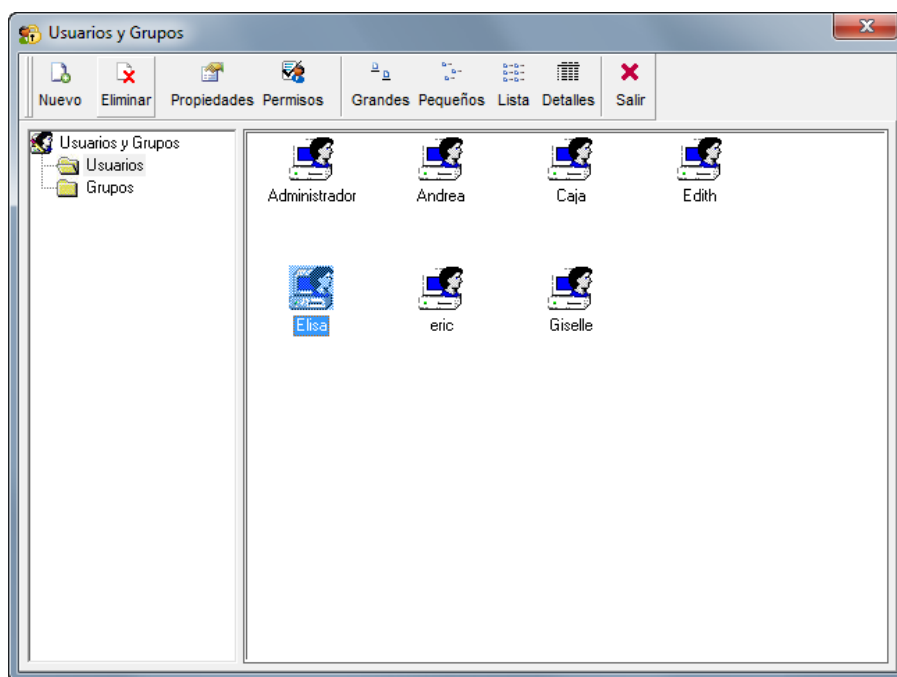 Usuarios y Grupos
Nuevo Eliminar Propiedades Permisos Grandes Pequeños Lista Detalles Salir
Usuarios y Grupos
Usuarios
Grupos
Administrador Andrea Caja Edith
Elisa eric Giselle